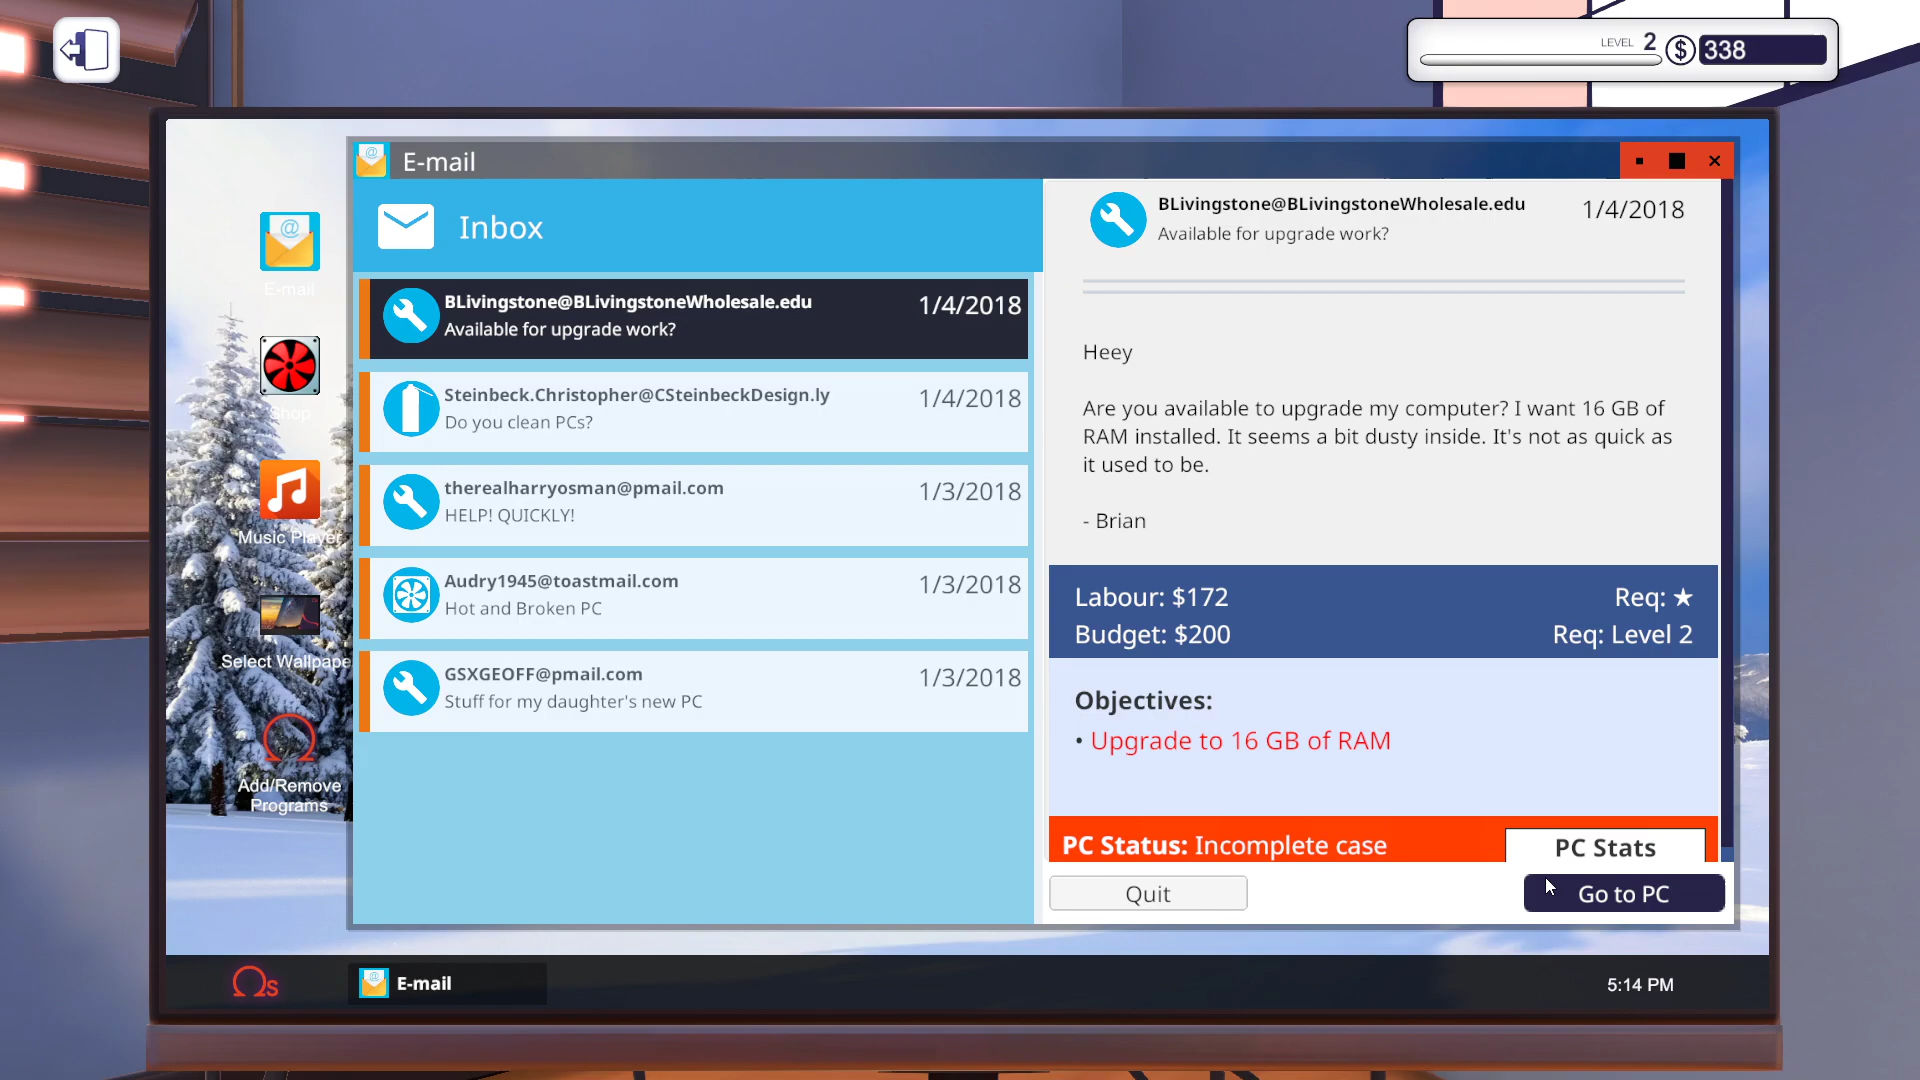 LEVEL 2 $ 338
E-mail
Inbox
BLivingstone@BLivingstoneWholesale.edu 1/4/2018
Available for upgrade work?
Steinbeck.Christopher@CSteinbeckDesign.ly 1/4/2018
Do you clean PCs?
therealharryosman@pmail.com 1/3/2018
HELP! QUICKLY!
Audry1945@toastmail.com 1/3/2018
Hot and Broken PC
GSXGEOFF@pmail.com 1/3/2018
Stuff for my daughter's new PC
BLivingstone@BLivingstoneWholesale.edu 1/4/2018
Available for upgrade work?
Heey
Are you available to upgrade my computer? I want 16 GB of
RAM installed. It seems a bit dusty inside. It's not as quick as
it used to be.
- Brian
Labour: $172 Req: ★
Budget: $200 Req: Level 2
Objectives:
• Upgrade to 16 GB of RAM
PC Status: Incomplete case PC Stats
Quit Go to PC
E-mail
Shop
Music Player
Select Wallpape
Add/Remove
Programs
Ωs E-mail 5:14 PM